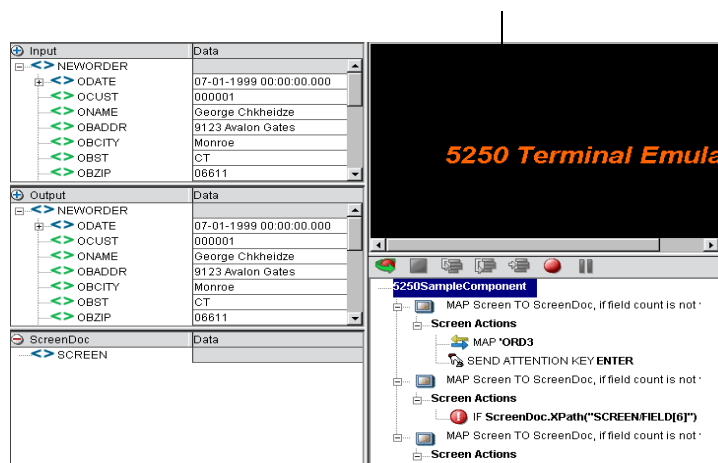 Input Data
NEWORDER
ODATE 07-01-1999 00:00:00.000
OCUST 000001
ONAME George Chkheidze
OBADDR 9123 Avalon Gates
OBCITY Monroe
OBST CT
OBZIP 06611
Output Data
NEWORDER
ODATE 07-01-1999 00:00:00.000
OCUST 000001
ONAME George Chkheidze
OBADDR 9123 Avalon Gates
OBCITY Monroe
OBST CT
OBZIP 06611
ScreenDoc Data
SCREEN
5250 Terminal Emula
5250SampleComponent
MAP Screen TO ScreenDoc, if field count is not
Screen Actions
MAP 'ORD3
SEND ATTENTION KEY ENTER
MAP Screen TO ScreenDoc, if field count is not
Screen Actions
IF ScreenDoc.XPath("SCREEN/FIELD[6]")
MAP Screen TO ScreenDoc, if field count is not
Screen Actions